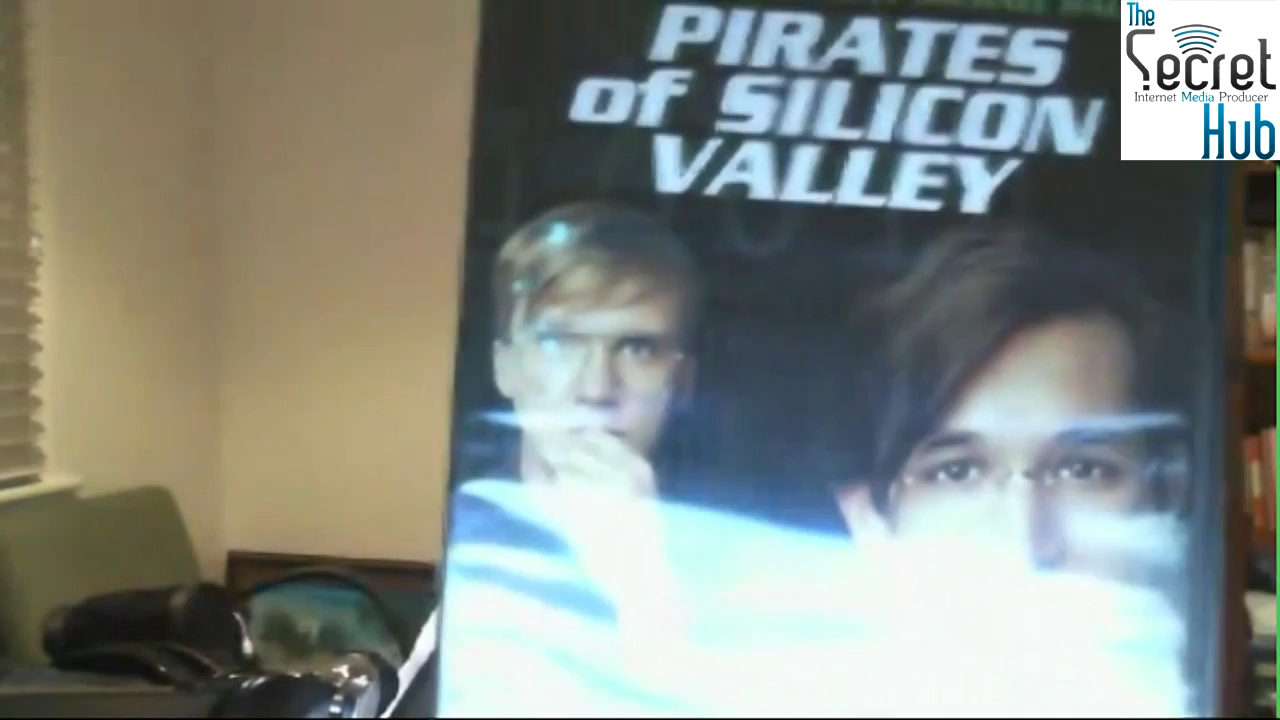 PIRATES
of SILICON
VALLEY
The
Secret
Internet Media Producer
Hub